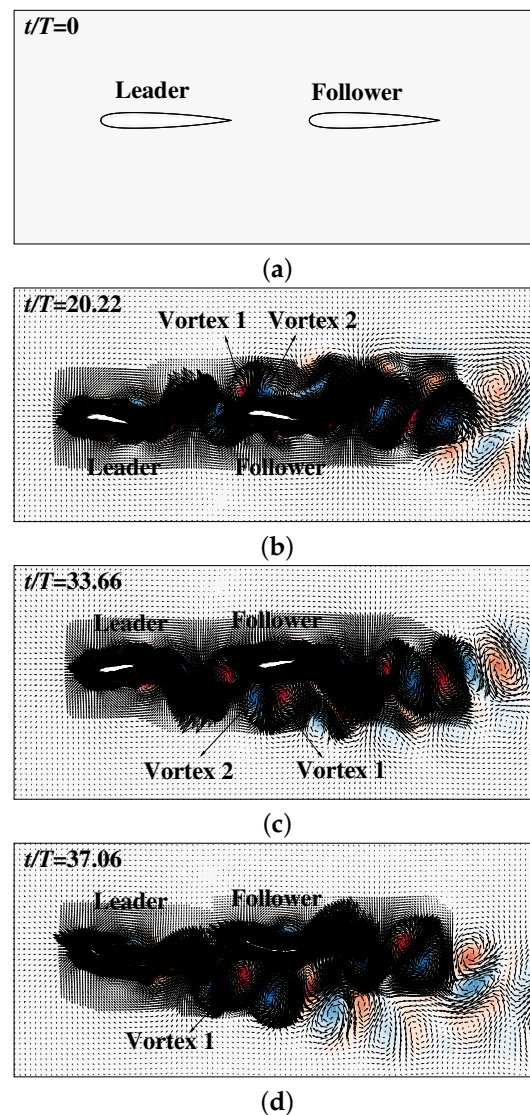 t/T=0
Leader Follower
(a)
t/T=20.22
Vortex 1 Vortex 2
Leader Follower
(b)
t/T=33.66
Leader Follower
Vortex 2 Vortex 1
(c)
t/T=37.06
Leader Follower
Vortex 1
(d)